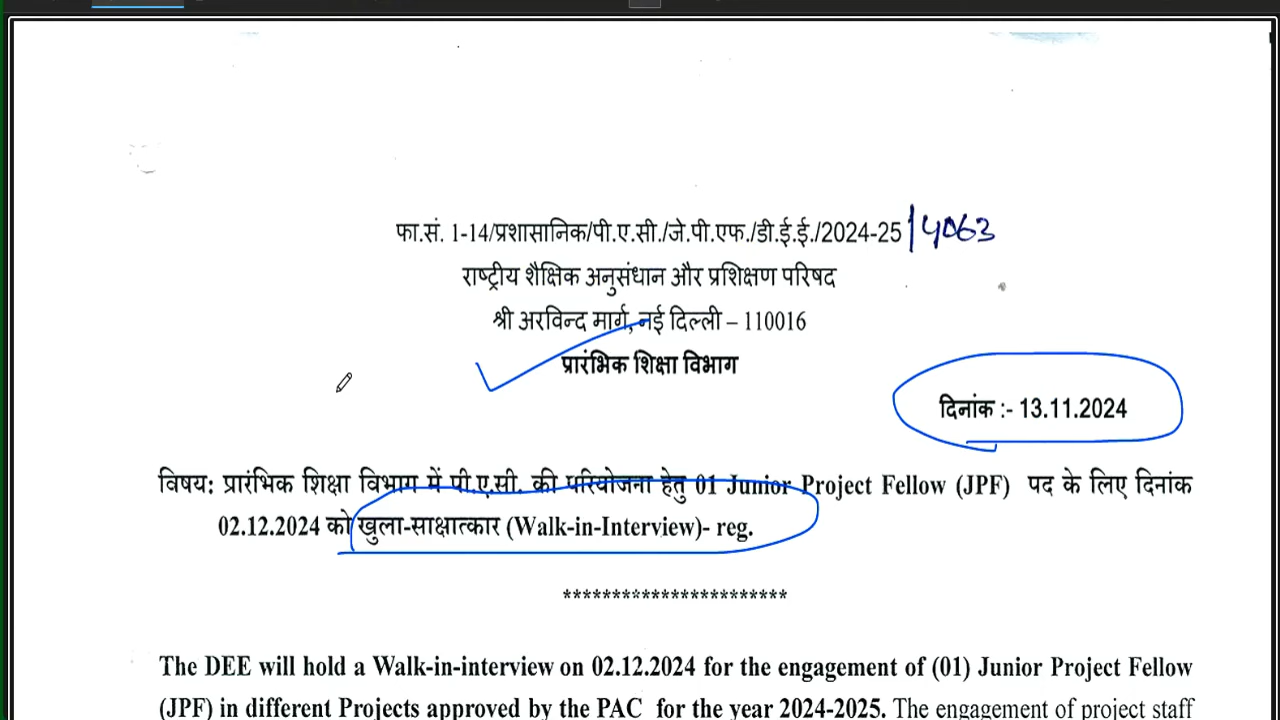 फा.सं. 1-14/प्रशासानिक/पी.ए.सी./जे.पी.एफ./डी.ई.ई./2024-25/4063
राष्ट्रीय शैक्षिक अनुसंधान और प्रशिक्षण परिषद
श्री अरविन्द मार्ग, नई दिल्ली – 110016
प्रारंभिक शिक्षा विभाग
दिनांक :- 13.11.2024
विषय: प्रारंभिक शिक्षा विभाग में पी.ए.सी. की परियोजना हेतु 01 Junior Project Fellow (JPF) पद के लिए दिनांक
02.12.2024 को खुला-साक्षात्कार (Walk-in-Interview)- reg.
***********************
The DEE will hold a Walk-in-interview on 02.12.2024 for the engagement of (01) Junior Project Fellow
(JPF) in different Projects approved by the PAC for the year 2024-2025. The engagement of project staff